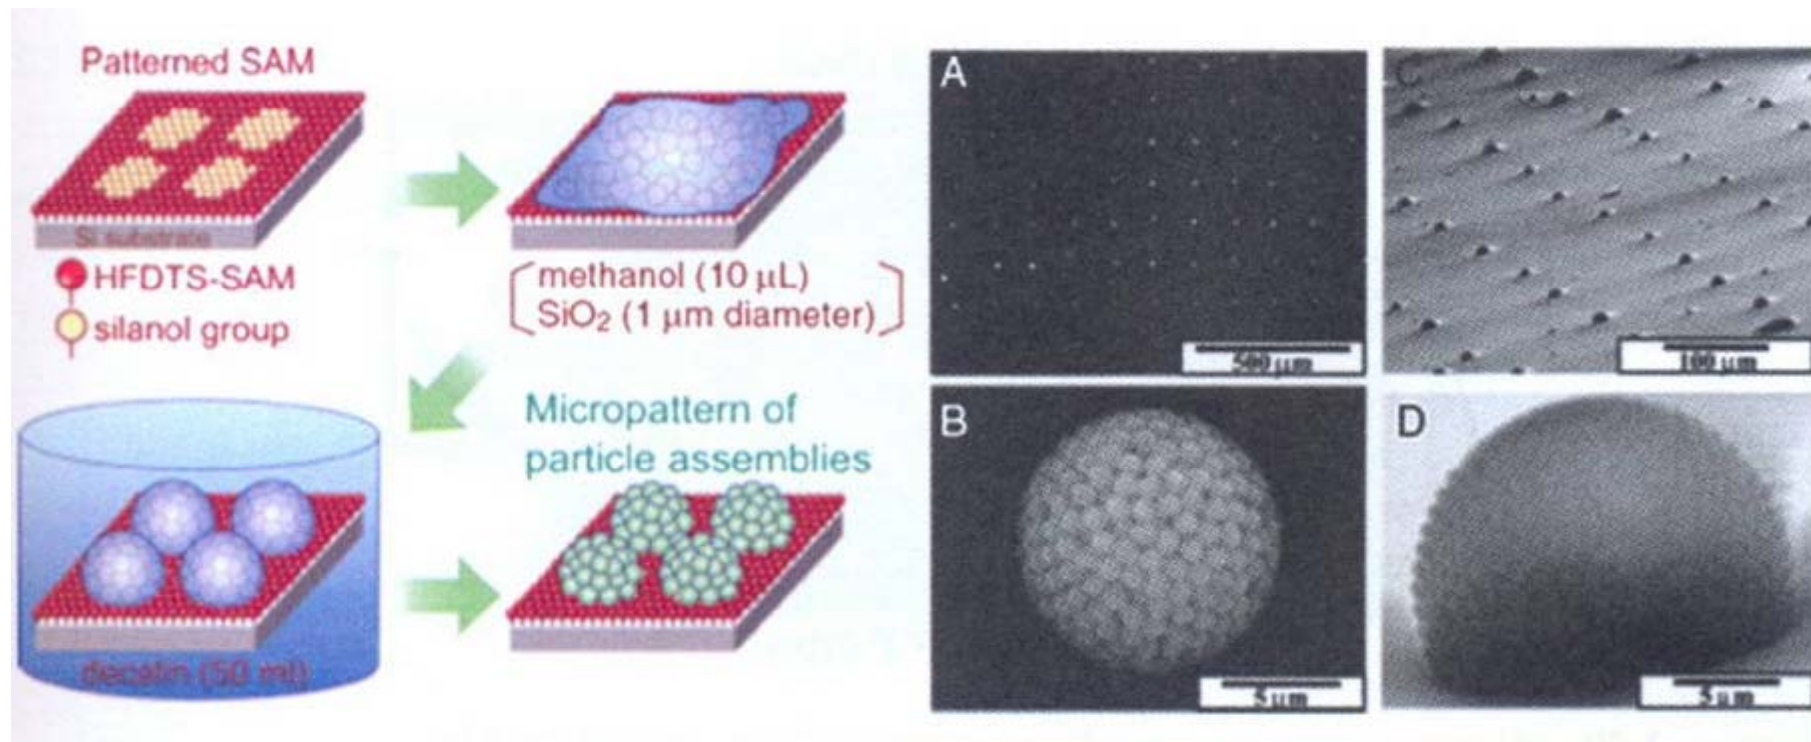 Patterned SAM
Si substrate
HFDTS-SAM
silanol group
methanol (10 μL)
SiO₂ (1 μm diameter)
decalin (50 ml)
Micropattern of
particle assemblies
A
500 μm
B
5 μm
C
100 μm
D
5 μm